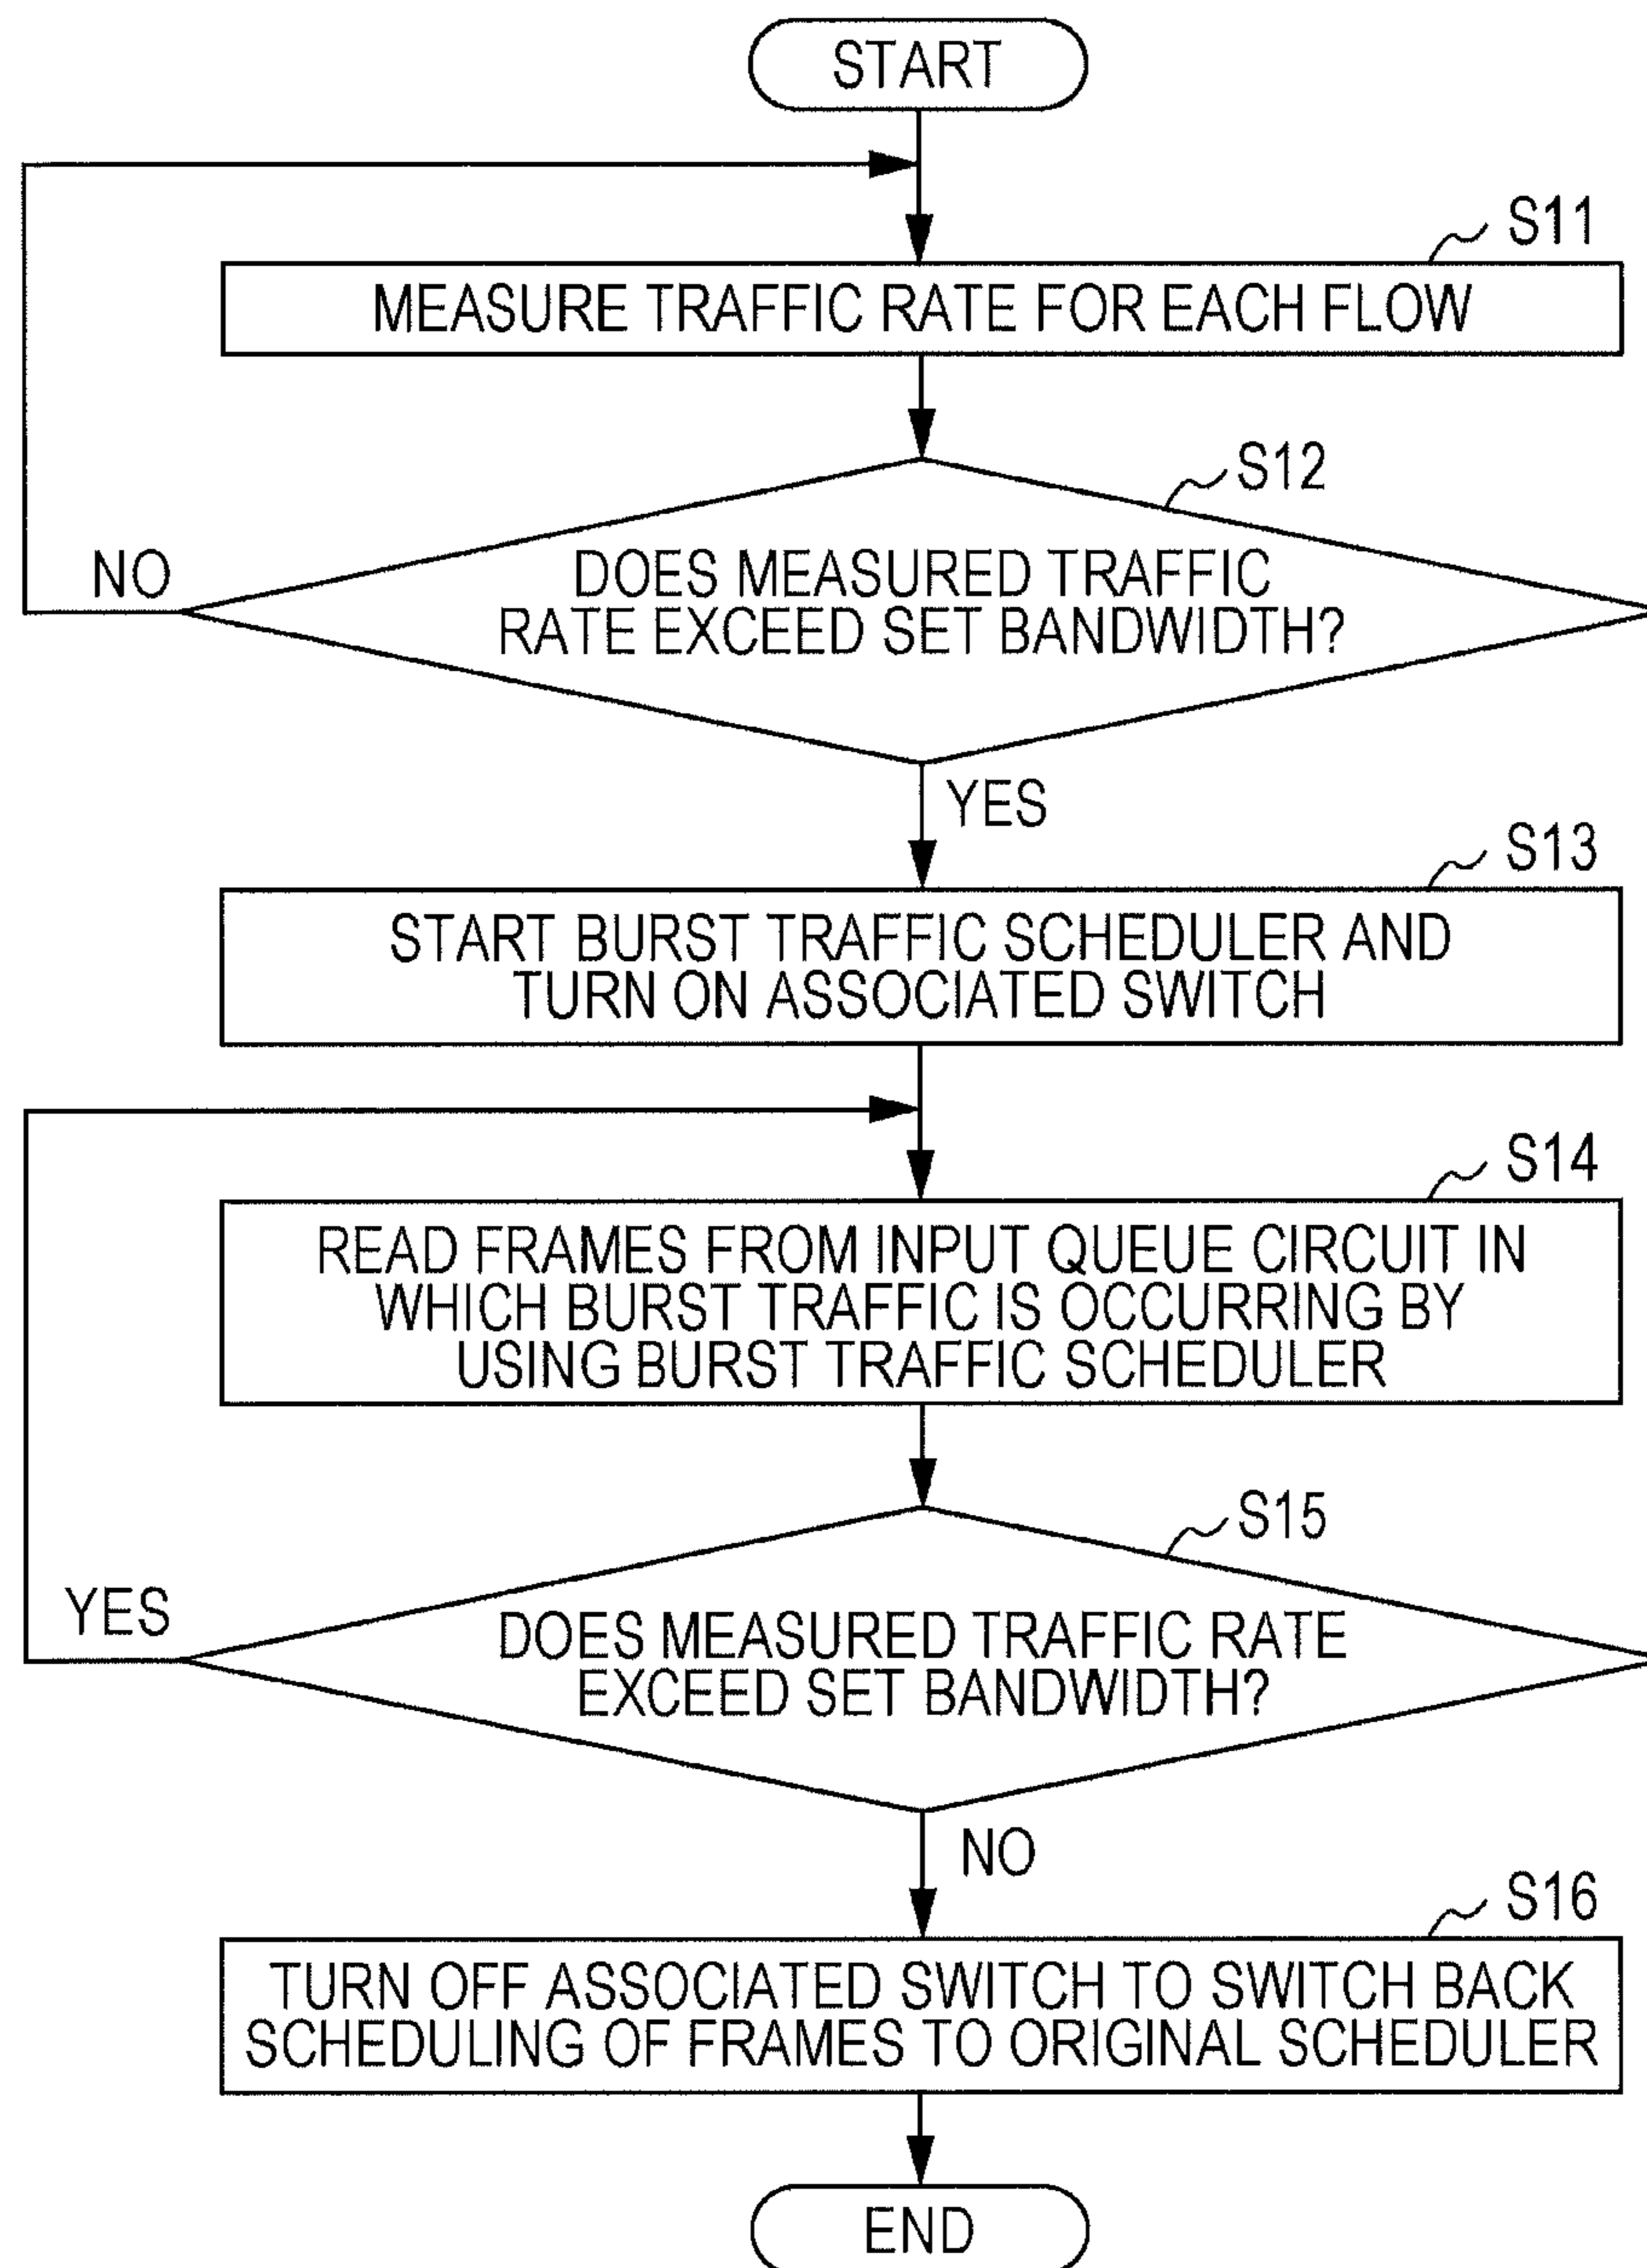 START
S11
MEASURE TRAFFIC RATE FOR EACH FLOW
S12
DOES MEASURED TRAFFIC
RATE EXCEED SET BANDWIDTH?
NO
YES
S13
START BURST TRAFFIC SCHEDULER AND
TURN ON ASSOCIATED SWITCH
S14
READ FRAMES FROM INPUT QUEUE CIRCUIT IN
WHICH BURST TRAFFIC IS OCCURRING BY
USING BURST TRAFFIC SCHEDULER
S15
DOES MEASURED TRAFFIC RATE
EXCEED SET BANDWIDTH?
YES
NO
S16
TURN OFF ASSOCIATED SWITCH TO SWITCH BACK
SCHEDULING OF FRAMES TO ORIGINAL SCHEDULER
END